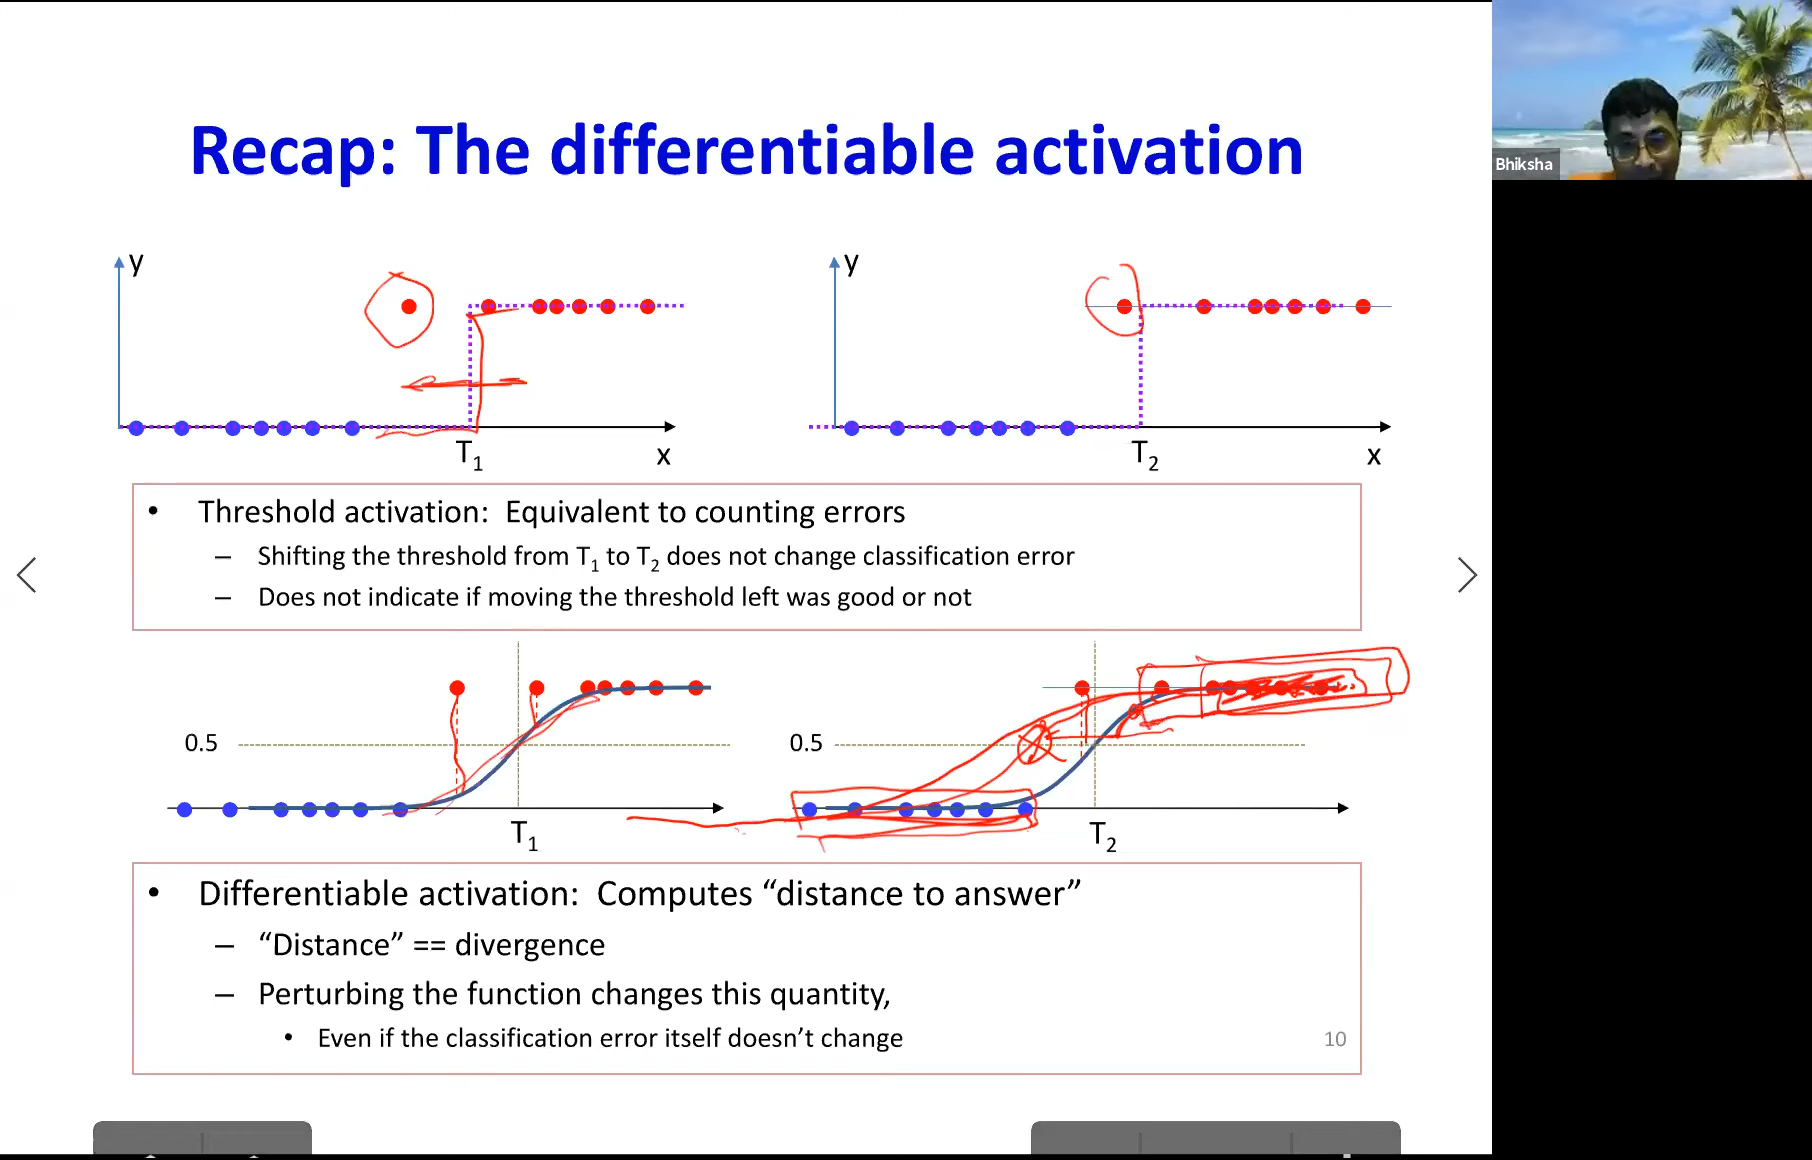 Bhiksha
Recap: The differentiable activation
y
y
T1
x
T2
x
• Threshold activation: Equivalent to counting errors
– Shifting the threshold from T1 to T2 does not change classification error
– Does not indicate if moving the threshold left was good or not
0.5
0.5
T1
T2
• Differentiable activation: Computes “distance to answer”
– “Distance” == divergence
– Perturbing the function changes this quantity,
• Even if the classification error itself doesn’t change
10